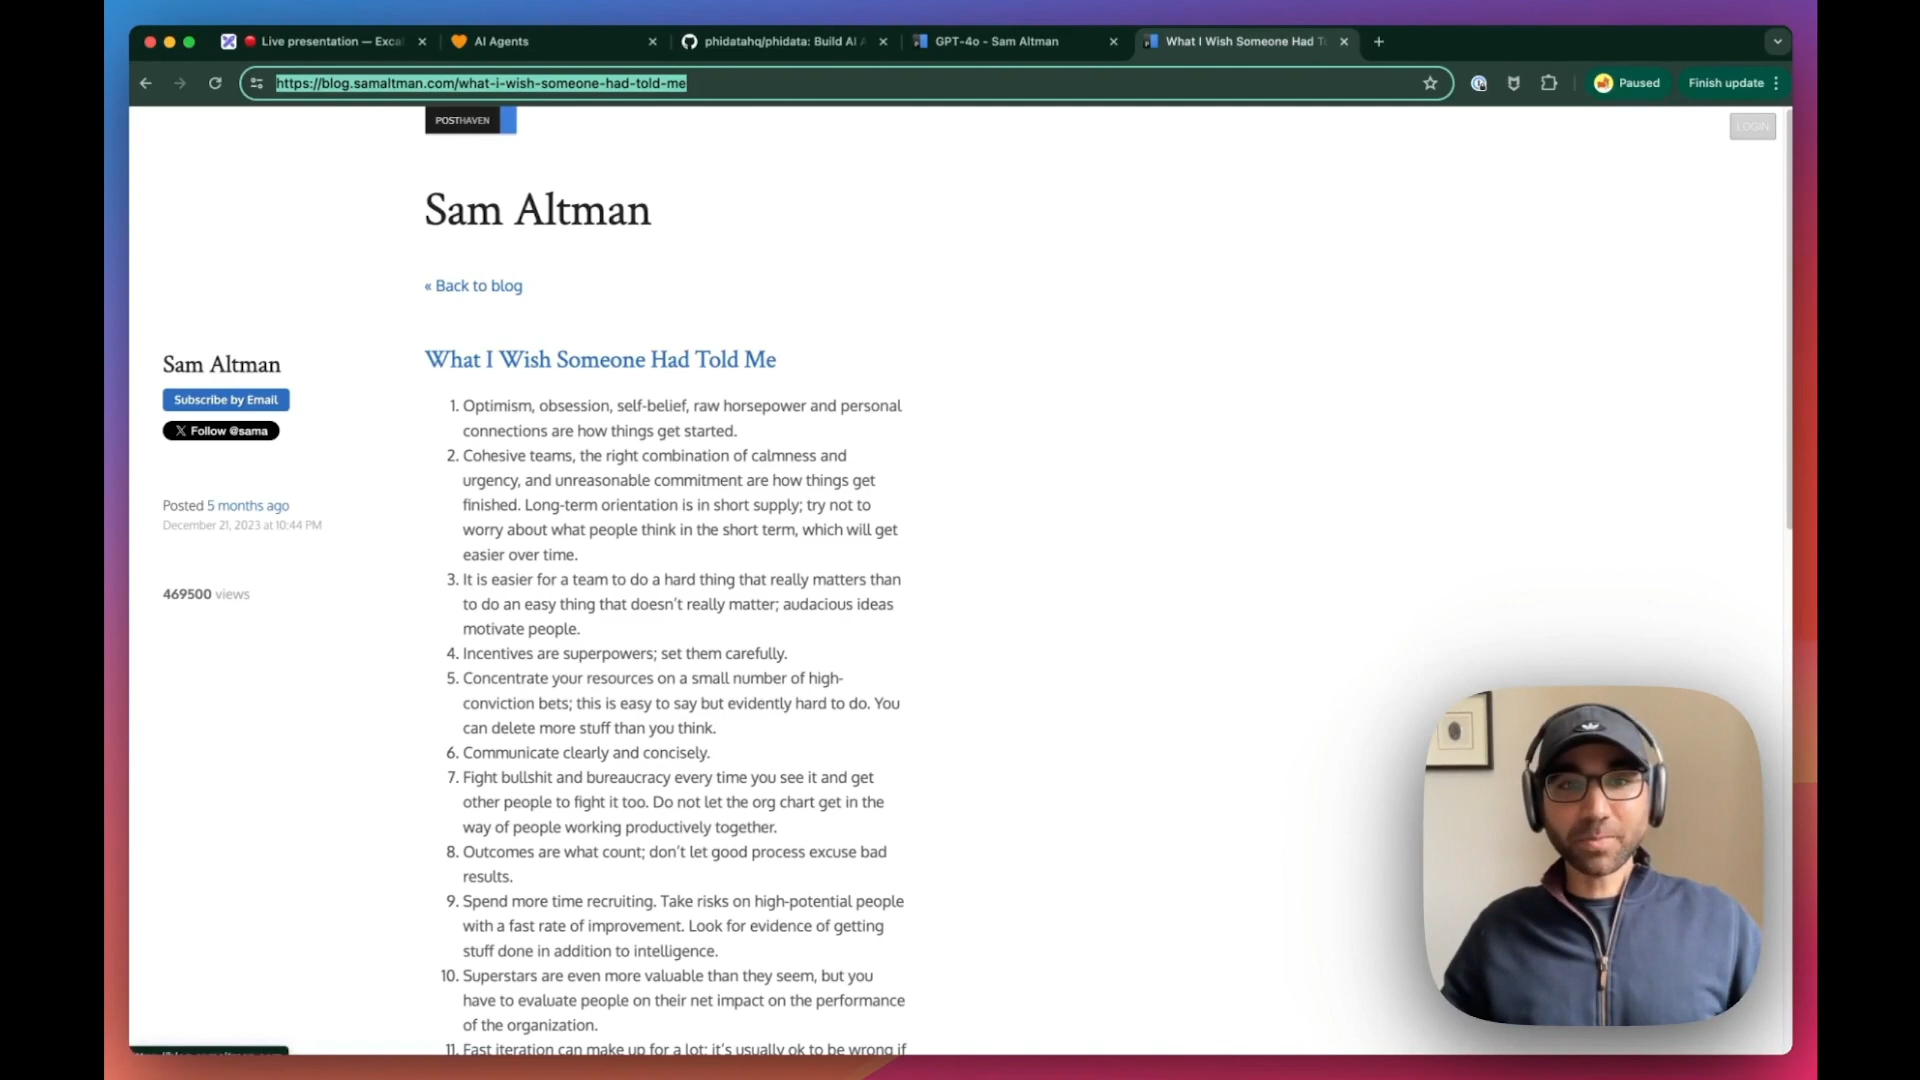 Live presentation — Exca
AI Agents
phidatahq/phidata: Build AI A
GPT-4o - Sam Altman
What I Wish Someone Had To
https://blog.samaltman.com/what-i-wish-someone-had-told-me
Paused
Finish update
POSTHAVEN
LOGIN
Sam Altman
« Back to blog
Sam Altman
Subscribe by Email
Follow @sama
Posted 5 months ago
December 21, 2023 at 10:44 PM
469500 views
What I Wish Someone Had Told Me
1. Optimism, obsession, self-belief, raw horsepower and personal
connections are how things get started.
2. Cohesive teams, the right combination of calmness and
urgency, and unreasonable commitment are how things get
finished. Long-term orientation is in short supply; try not to
worry about what people think in the short term, which will get
easier over time.
3. It is easier for a team to do a hard thing that really matters than
to do an easy thing that doesn't really matter; audacious ideas
motivate people.
4. Incentives are superpowers; set them carefully.
5. Concentrate your resources on a small number of high-
conviction bets; this is easy to say but evidently hard to do. You
can delete more stuff than you think.
6. Communicate clearly and concisely.
7. Fight bullshit and bureaucracy every time you see it and get
other people to fight it too. Do not let the org chart get in the
way of people working productively together.
8. Outcomes are what count; don't let good process excuse bad
results.
9. Spend more time recruiting. Take risks on high-potential people
with a fast rate of improvement. Look for evidence of getting
stuff done in addition to intelligence.
10. Superstars are even more valuable than they seem, but you
have to evaluate people on their net impact on the performance
of the organization.
11. Fast iteration can make up for a lot; it's usually ok to be wrong if